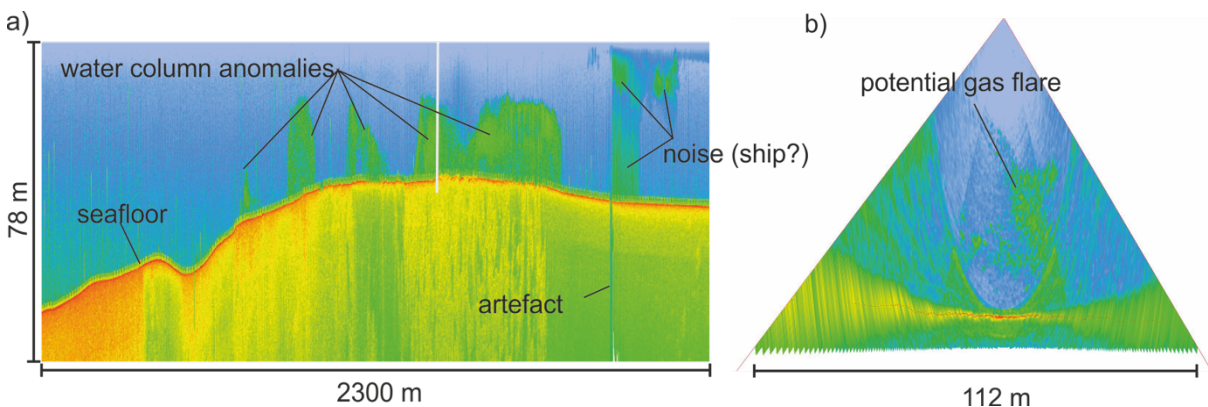 a)
b)
water column anomalies
potential gas flare
noise (ship?)
78 m
seafloor
artefact
2300 m
112 m